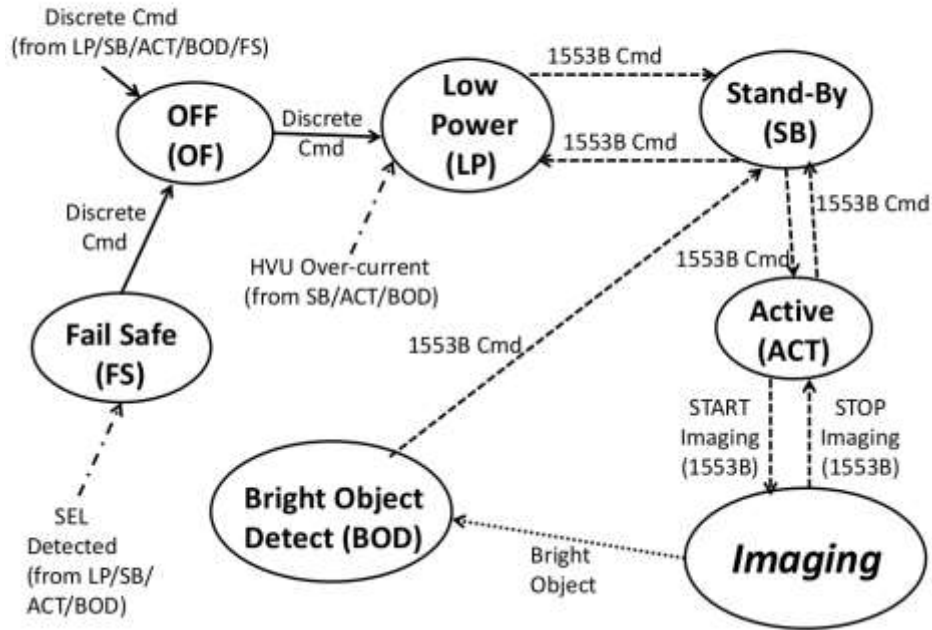 Discrete Cmd
(from LP/SB/ACT/BOD/FS)
OFF
(OF)
Discrete
Cmd
Low
Power
(LP)
1553B Cmd
1553B Cmd
Stand-By
(SB)
Discrete
Cmd
HVU Over-current
(from SB/ACT/BOD)
1553B Cmd
1553B Cmd
Fail Safe
(FS)
1553B Cmd
Active
(ACT)
START
Imaging
(1553B)
STOP
Imaging
(1553B)
SEL
Detected
(from LP/SB/
ACT/BOD)
Bright Object
Detect (BOD)
Bright
Object
Imaging